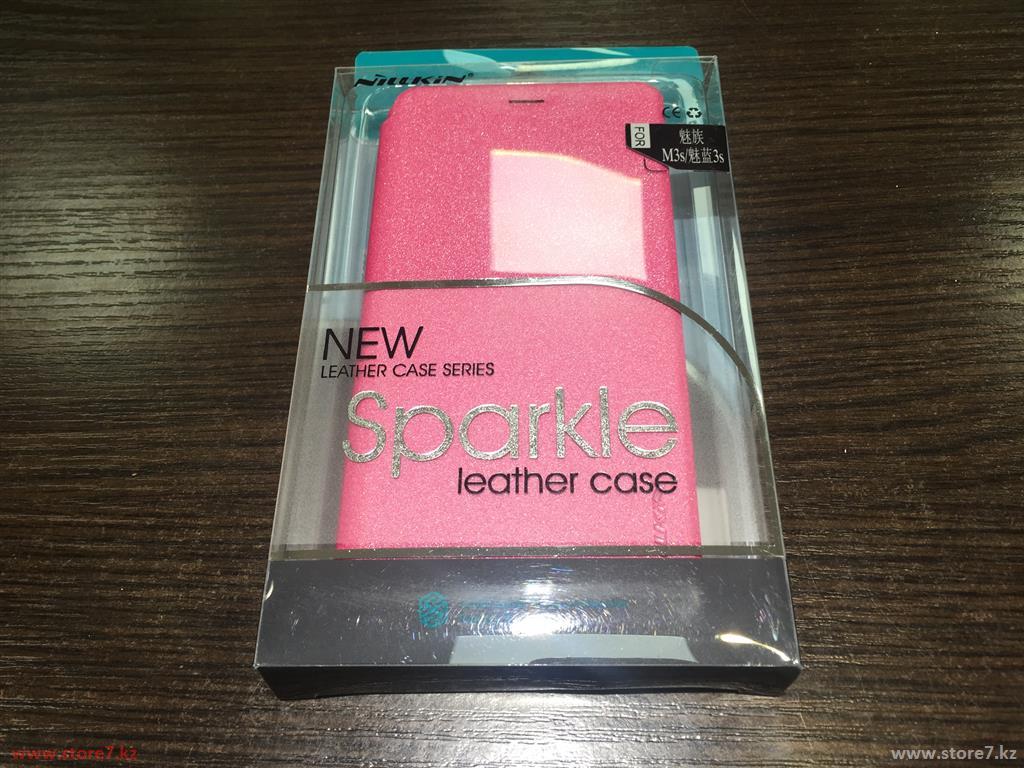 NILLKIN®
CE
FOR
魅族
M3s/魅蓝3s
NEW
LEATHER CASE SERIES
Sparkle
leather case
www.store7.kz
www.store7.kz